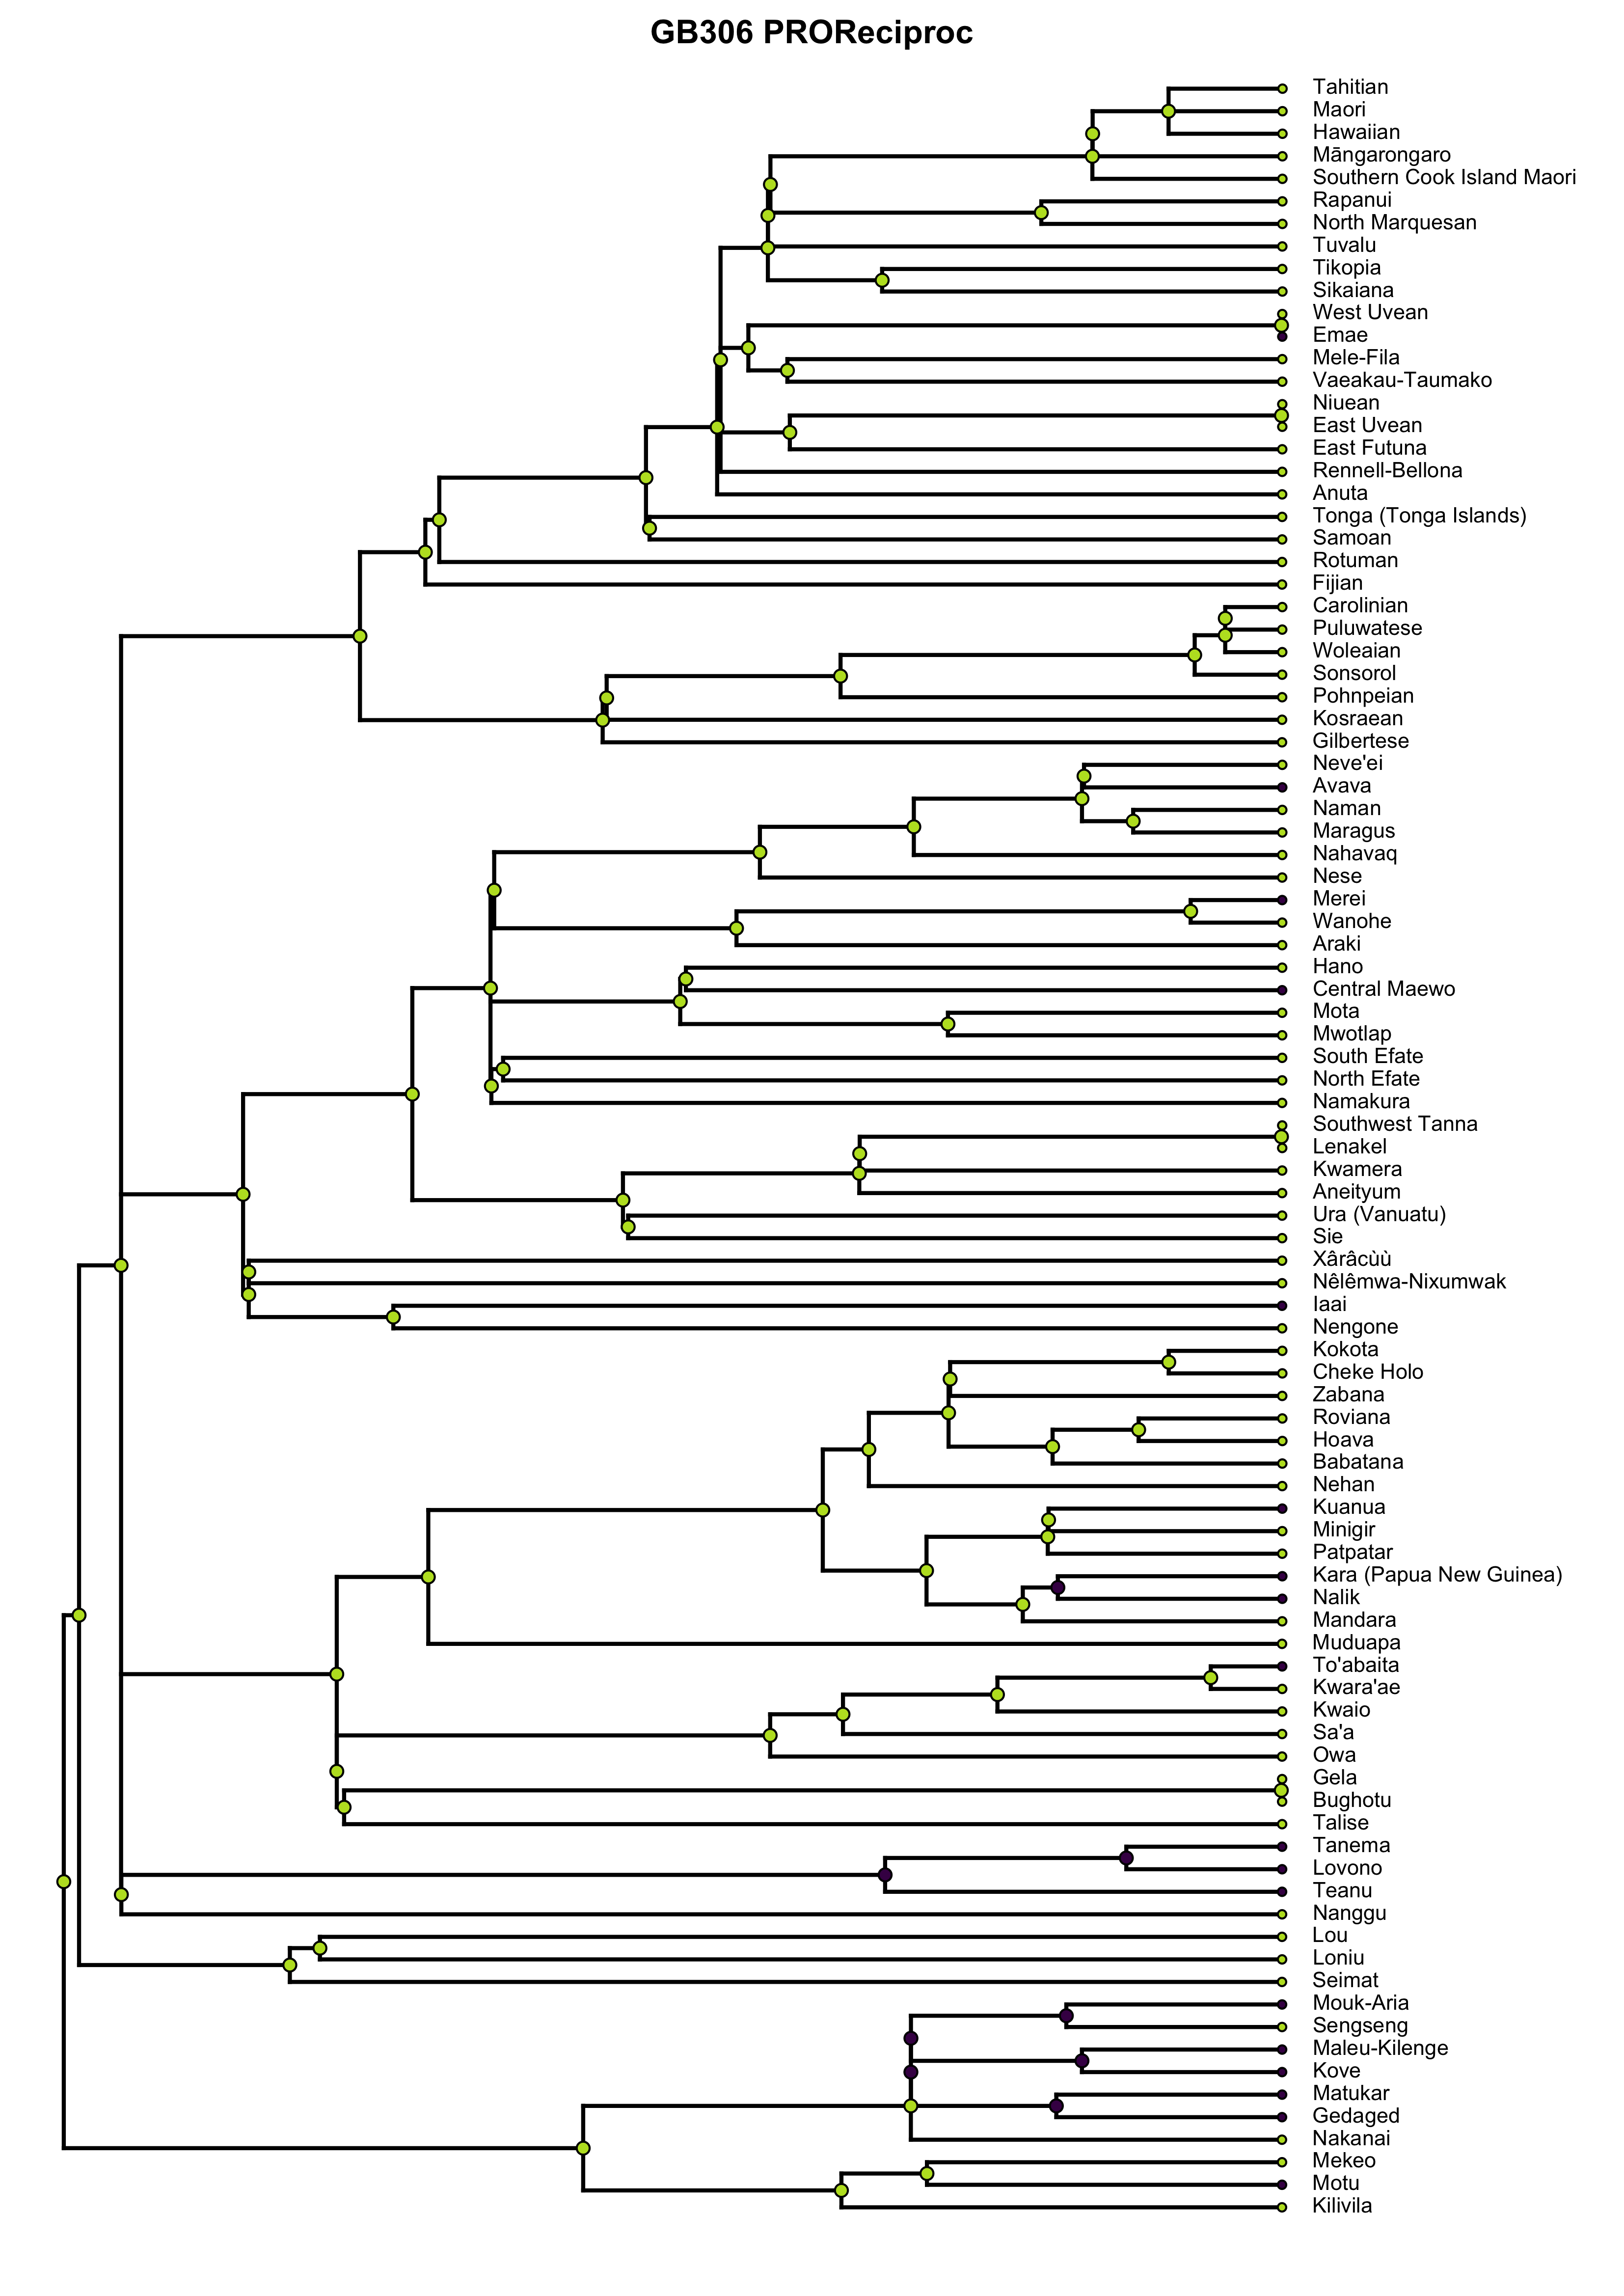 GB306 PROReciproc
Tahitian
Maori
Hawaiian
Māngarongaro
Southern Cook Island Maori
Rapanui
North Marquesan
Tuvalu
Tikopia
Sikaiana
West Uvean
Emae
Mele-Fila
Vaeakau-Taumako
Niuean
East Uvean
East Futuna
Rennell-Bellona
Anuta
Tonga (Tonga Islands)
Samoan
Rotuman
Fijian
Carolinian
Puluwatese
Woleaian
Sonsorol
Pohnpeian
Kosraean
Gilbertese
Neve'ei
Avava
Naman
Maragus
Nahavaq
Nese
Merei
Wanohe
Araki
Hano
Central Maewo
Mota
Mwotlap
South Efate
North Efate
Namakura
Southwest Tanna
Lenakel
Kwamera
Aneityum
Ura (Vanuatu)
Sie
Xârâcùù
Nêlêmwa-Nixumwak
Iaai
Nengone
Kokota
Cheke Holo
Zabana
Roviana
Hoava
Babatana
Nehan
Kuanua
Minigir
Patpatar
Kara (Papua New Guinea)
Nalik
Mandara
Muduapa
To'abaita
Kwara'ae
Kwaio
Sa'a
Owa
Gela
Bughotu
Talise
Tanema
Lovono
Teanu
Nanggu
Lou
Loniu
Seimat
Mouk-Aria
Sengseng
Maleu-Kilenge
Kove
Matukar
Gedaged
Nakanai
Mekeo
Motu
Kilivila